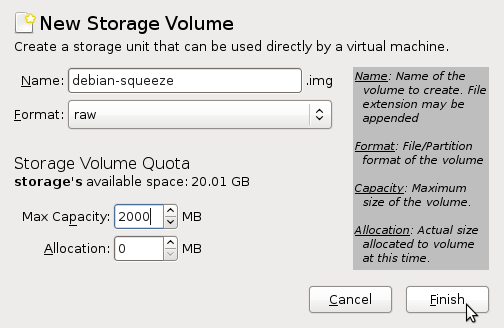 New Storage Volume
Create a storage unit that can be used directly by a virtual machine.
Name: debian-squeeze .img
Format: raw
Storage Volume Quota
storage's available space: 20.01 GB
Max Capacity: 2000 MB
Allocation: 0 MB
Name: Name of the
volume to create. File
extension may be
appended
Format: File/Partition
format of the volume
Capacity: Maximum
size of the volume.
Allocation: Actual size
allocated to volume
at this time.
Cancel
Finish